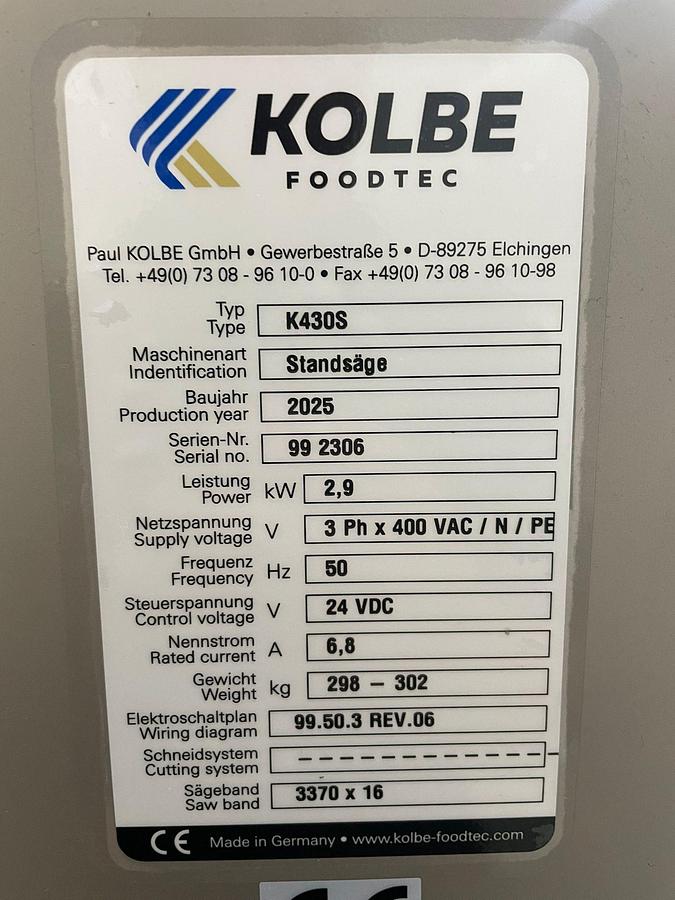 KOLBE
FOODTEC
Paul KOLBE GmbH • Gewerbestraße 5 • D-89275 Elchingen
Tel. +49(0) 73 08 - 96 10-0 • Fax +49(0) 73 08 - 96 10-98
Typ
Type K430S
Maschinenart
Indentification Standsäge
Baujahr
Production year 2025
Serien-Nr.
Serial no. 99 2306
Leistung
Power kW 2,9
Netzspannung
Supply voltage V 3 Ph x 400 VAC / N / PE
Frequenz
Frequency Hz 50
Steuerspannung
Control voltage V 24 VDC
Nennstrom
Rated current A 6,8
Gewicht
Weight kg 298 – 302
Elektroschaltplan
Wiring diagram 99.50.3 REV.06
Schneidsystem
Cutting system – – – – – – – – – – – – – – –
Sägeband
Saw band 3370 x 16
CE Made in Germany • www.kolbe-foodtec.com